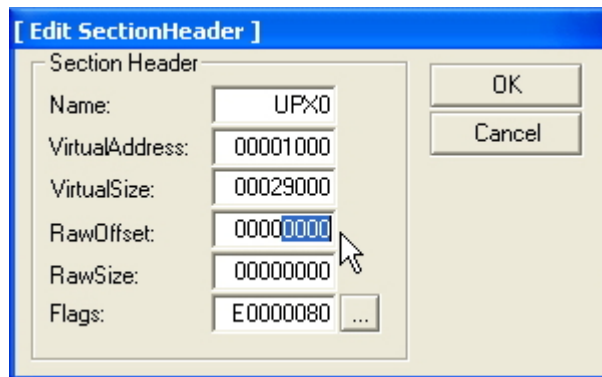 [ Edit SectionHeader ]
Section Header
Name: UPX0
VirtualAddress: 00001000
VirtualSize: 00029000
RawOffset: 00000000
RawSize: 00000000
Flags: E0000080 ...
OK
Cancel